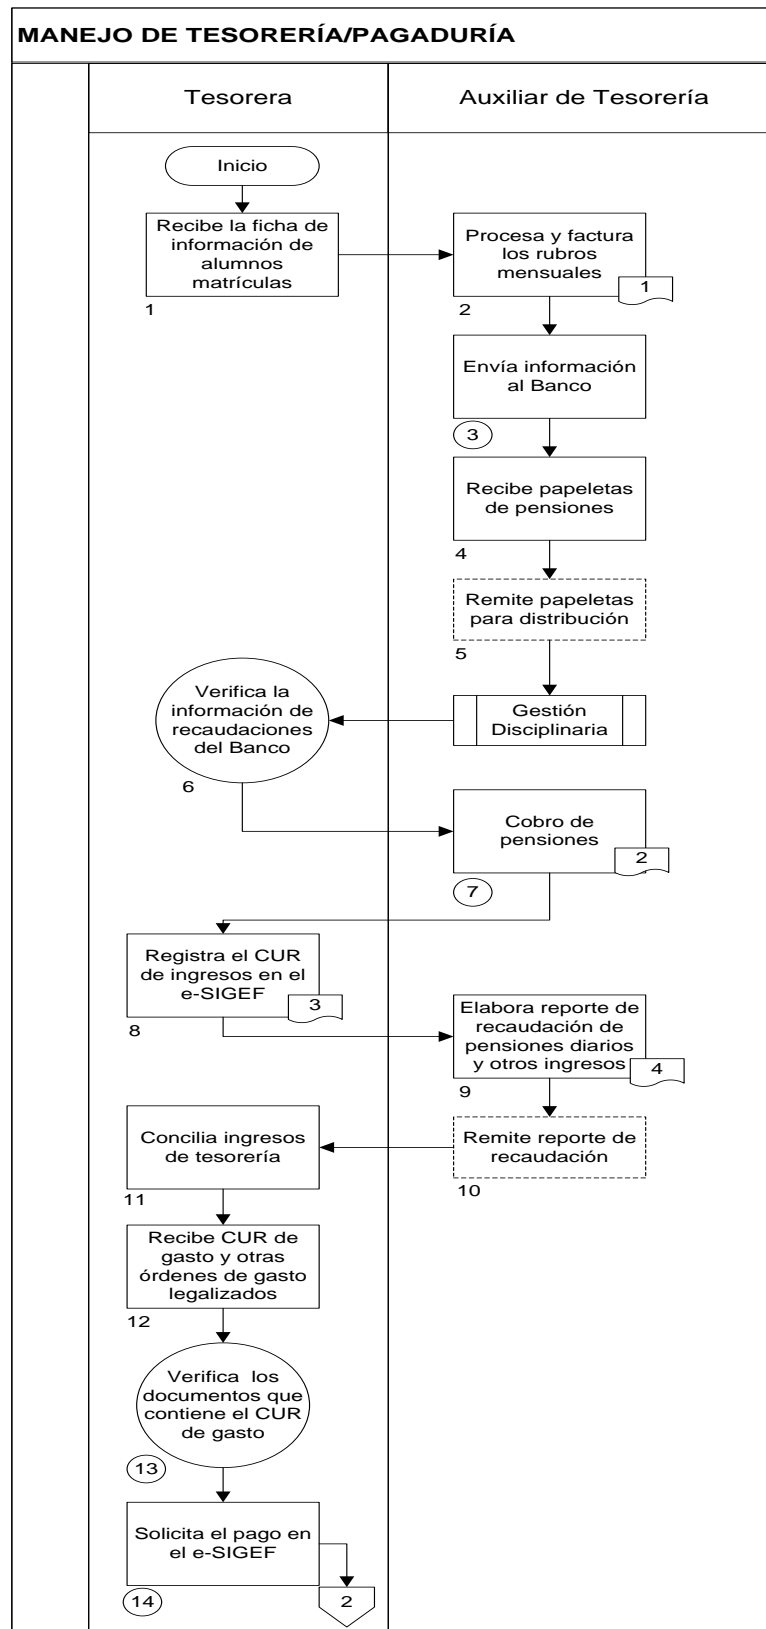 MANEJO DE TESORERÍA/PAGADURÍA
Tesorera
Auxiliar de Tesorería
Inicio
Recibe la ficha de
información de
alumnos
matrículas
1
Procesa y factura
los rubros
mensuales
1
2
Envía información
al Banco
3
Recibe papeletas
de pensiones
4
Remite papeletas
para distribución
5
Gestión
Disciplinaria
Verifica la
información de
recaudaciones
del Banco
6
Cobro de
pensiones
2
7
Registra el CUR
de ingresos en el
e-SIGEF
3
8
Elabora reporte de
recaudación de
pensiones diarios
y otros ingresos
4
9
Remite reporte de
recaudación
10
Concilia ingresos
de tesorería
11
Recibe CUR de
gasto y otras
órdenes de gasto
legalizados
12
Verifica los
documentos que
contiene el CUR
de gasto
13
Solicita el pago en
el e-SIGEF
14
2